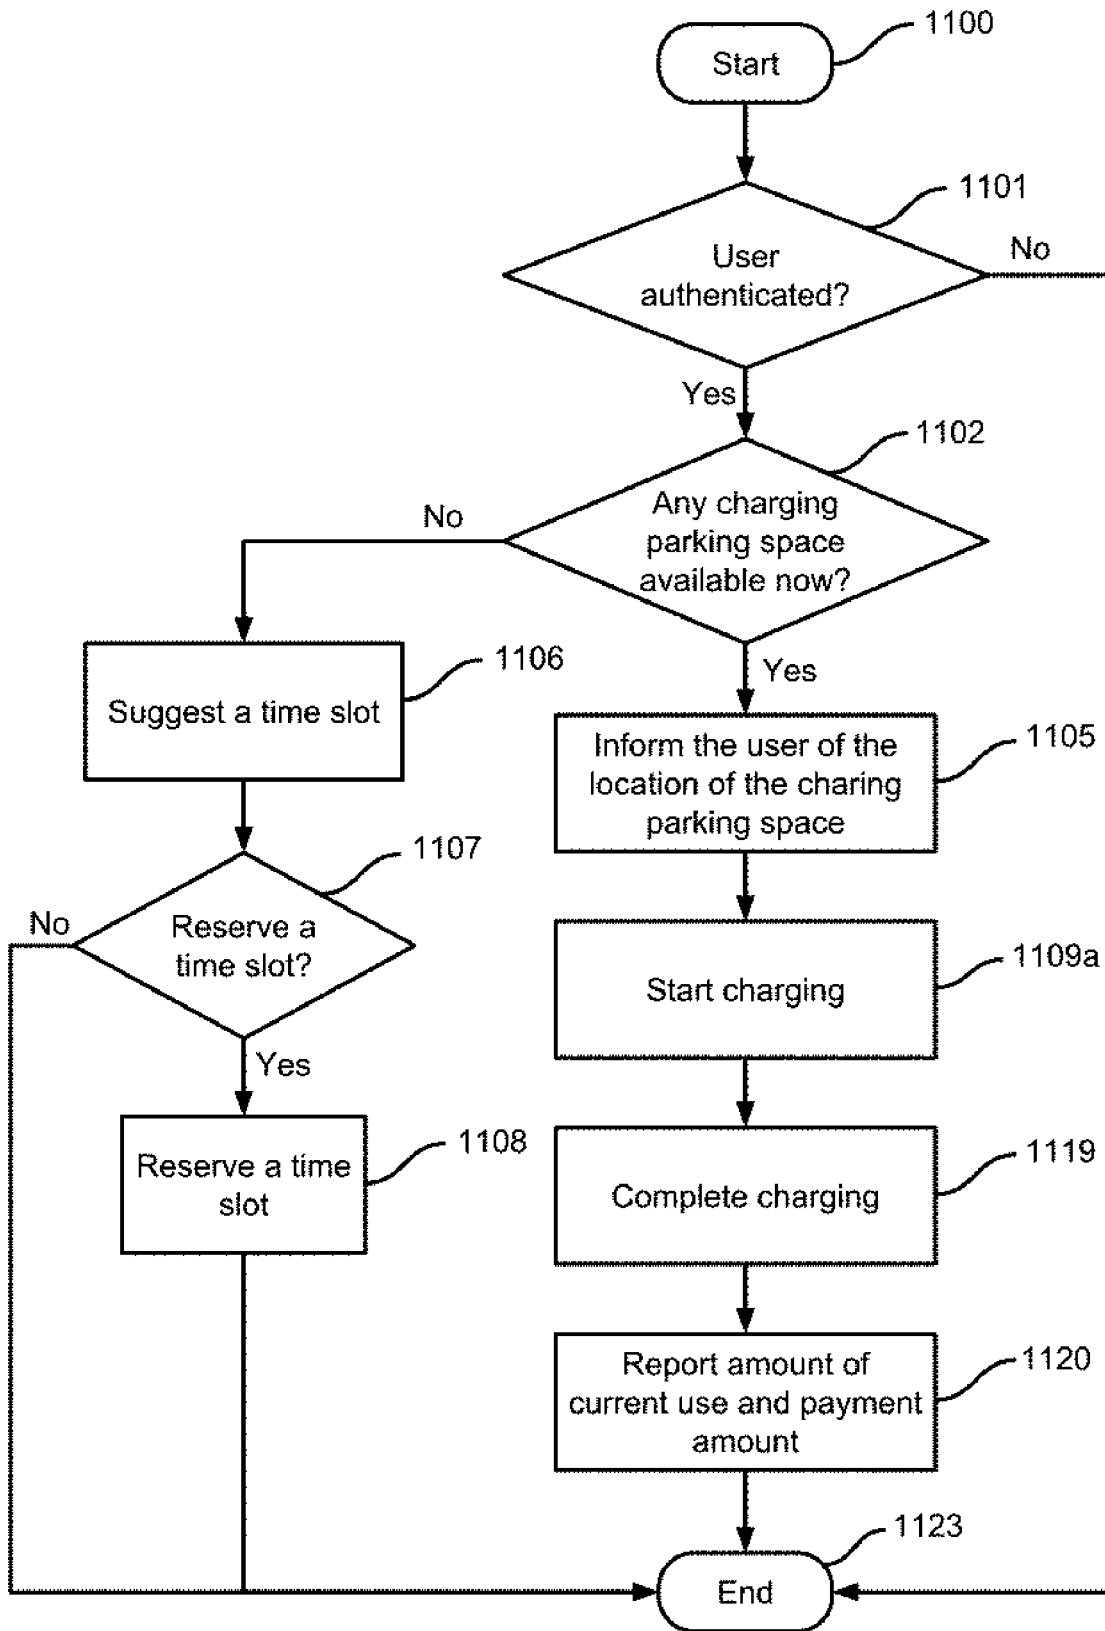 1100
Start
1101
User
authenticated?
No
Yes
1102
Any charging
parking space
available now?
No
Yes
1106
Suggest a time slot
1105
Inform the user of the
location of the charing
parking space
1107
Reserve a
time slot?
No
Yes
1109a
Start charging
1108
Reserve a time
slot
1119
Complete charging
1120
Report amount of
current use and payment
amount
1123
End